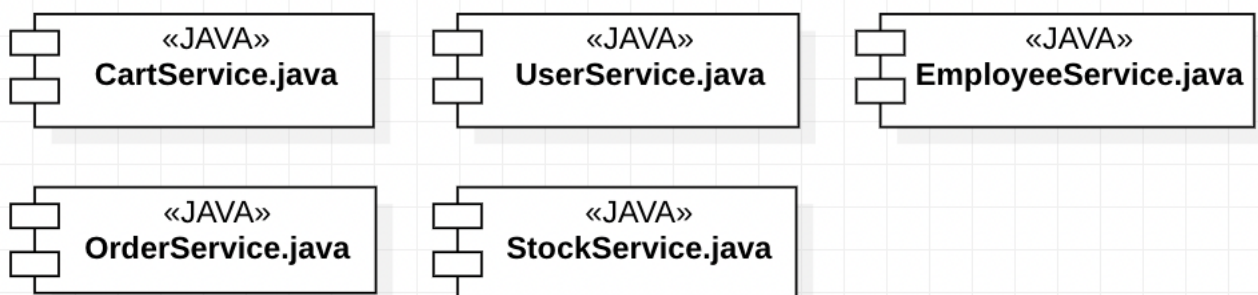 «JAVA»
CartService.java
«JAVA»
UserService.java
«JAVA»
EmployeeService.java
«JAVA»
OrderService.java
«JAVA»
StockService.java